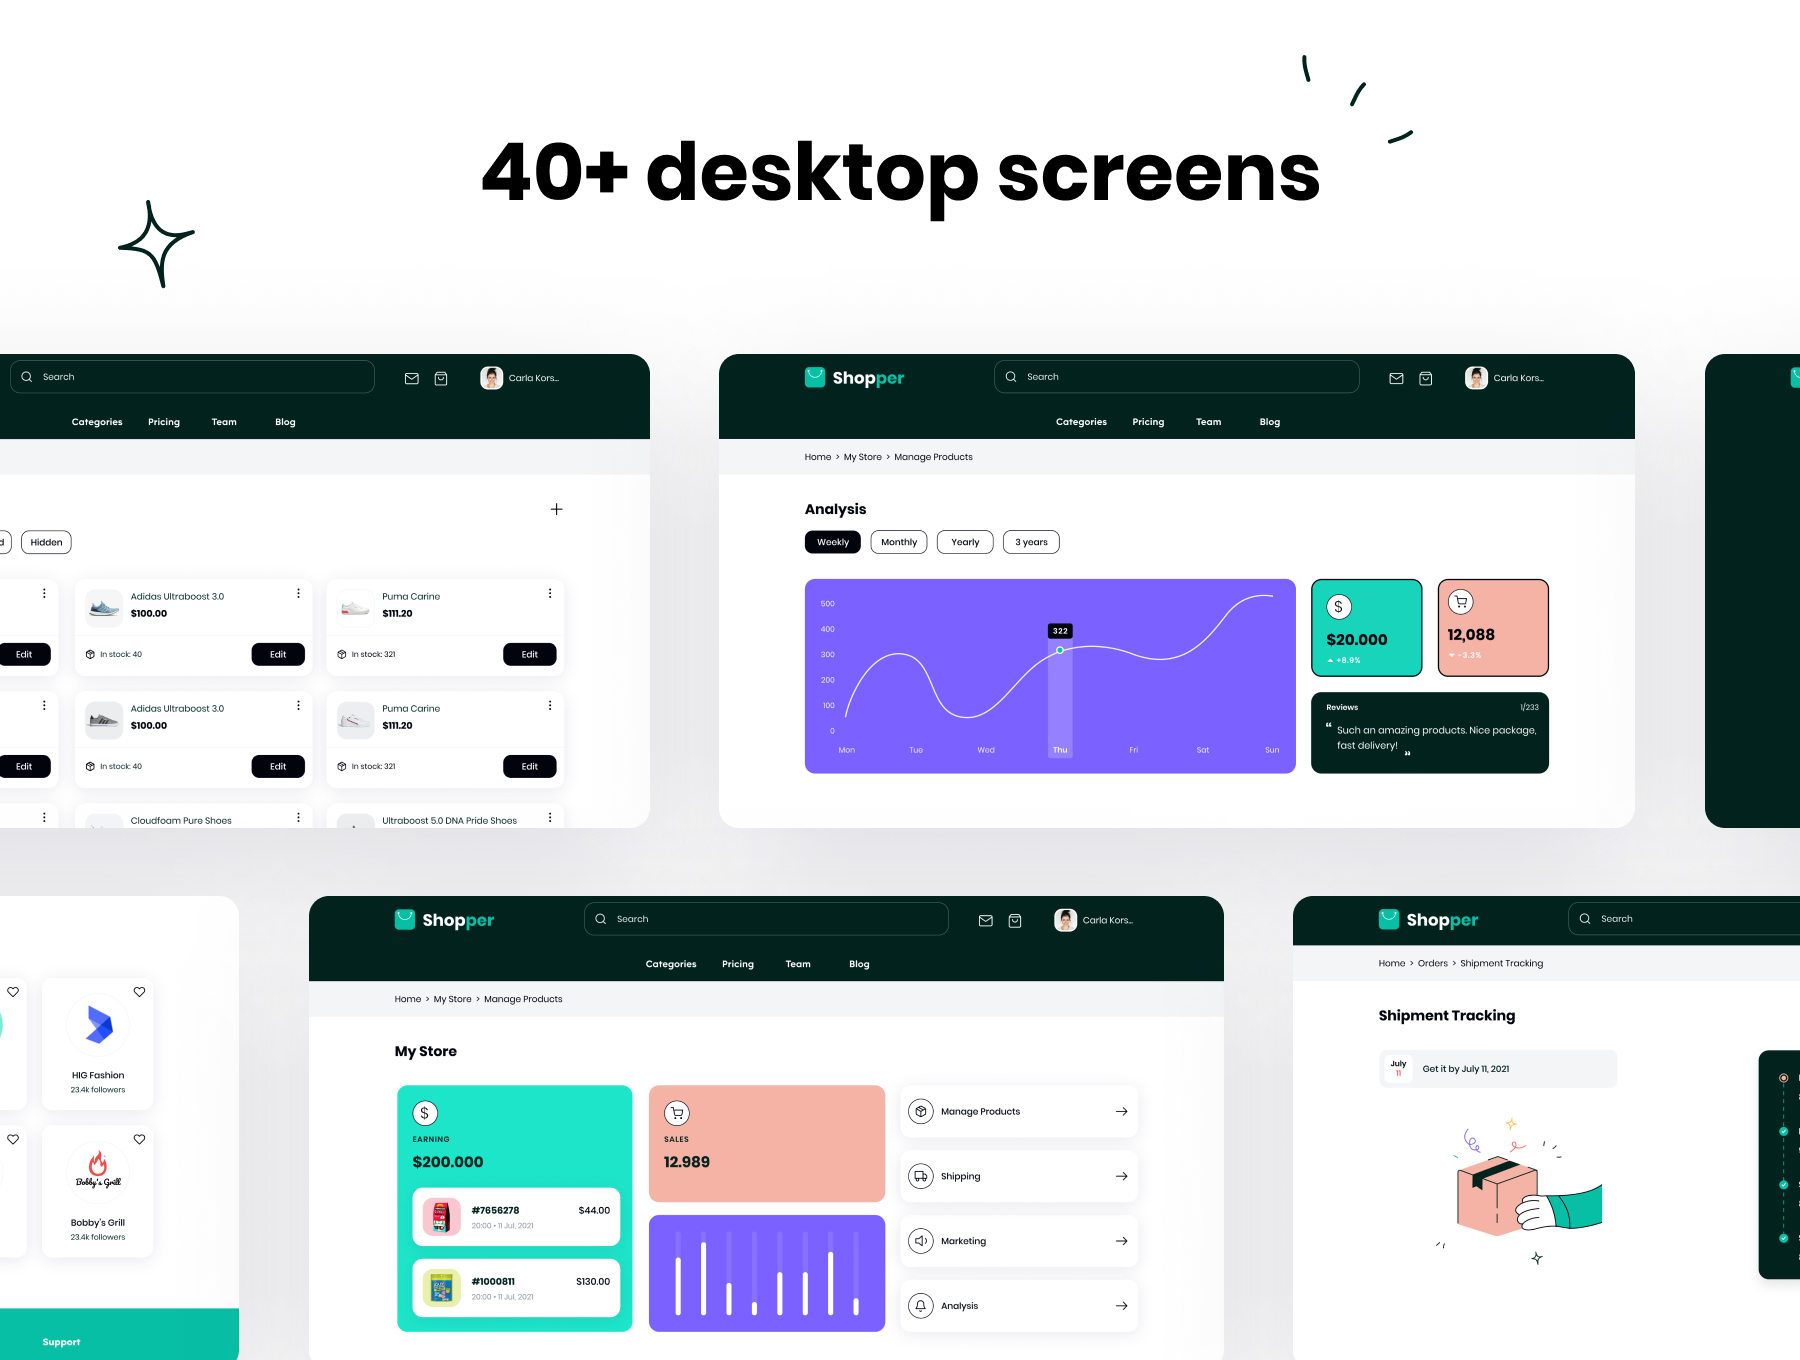 40+ desktop screens
Search
Carla Kors...
Categories Pricing Team Blog
Hidden
Adidas Ultraboost 3.0
$100.00
Puma Carine
$111.20
Edit
In stock: 40
Edit
In stock: 321
Edit
Adidas Ultraboost 3.0
$100.00
Puma Carine
$111.20
Edit
In stock: 40
Edit
In stock: 321
Edit
Cloudfoam Pure Shoes
Ultraboost 5.0 DNA Pride Shoes
Shopper
Search
Carla Kors...
Categories Pricing Team Blog
Home > My Store > Manage Products
Analysis
Weekly Monthly Yearly 3 years
500
400
300
200
100
0
322
Mon Tue Wed Thu Fri Sat Sun
$
$20.000
+8.9%
12,088
-3.3%
Reviews 1/233
“ Such an amazing products. Nice package,
fast delivery! ”
HIG Fashion
23.4k followers
Bobby's Grill
Bobby's Grill
23.4k followers
Support
Shopper
Search
Carla Kors...
Categories Pricing Team Blog
Home > My Store > Manage Products
My Store
$
EARNING
$200.000
#7656278 $44.00
20:00 • 11 Jul, 2021
#1000811 $130.00
20:00 • 11 Jul, 2021
SALES
12.989
Manage Products
Shipping
Marketing
Analysis
Shopper
Search
Home > Orders > Shipment Tracking
Shipment Tracking
July
11
Get it by July 11, 2021